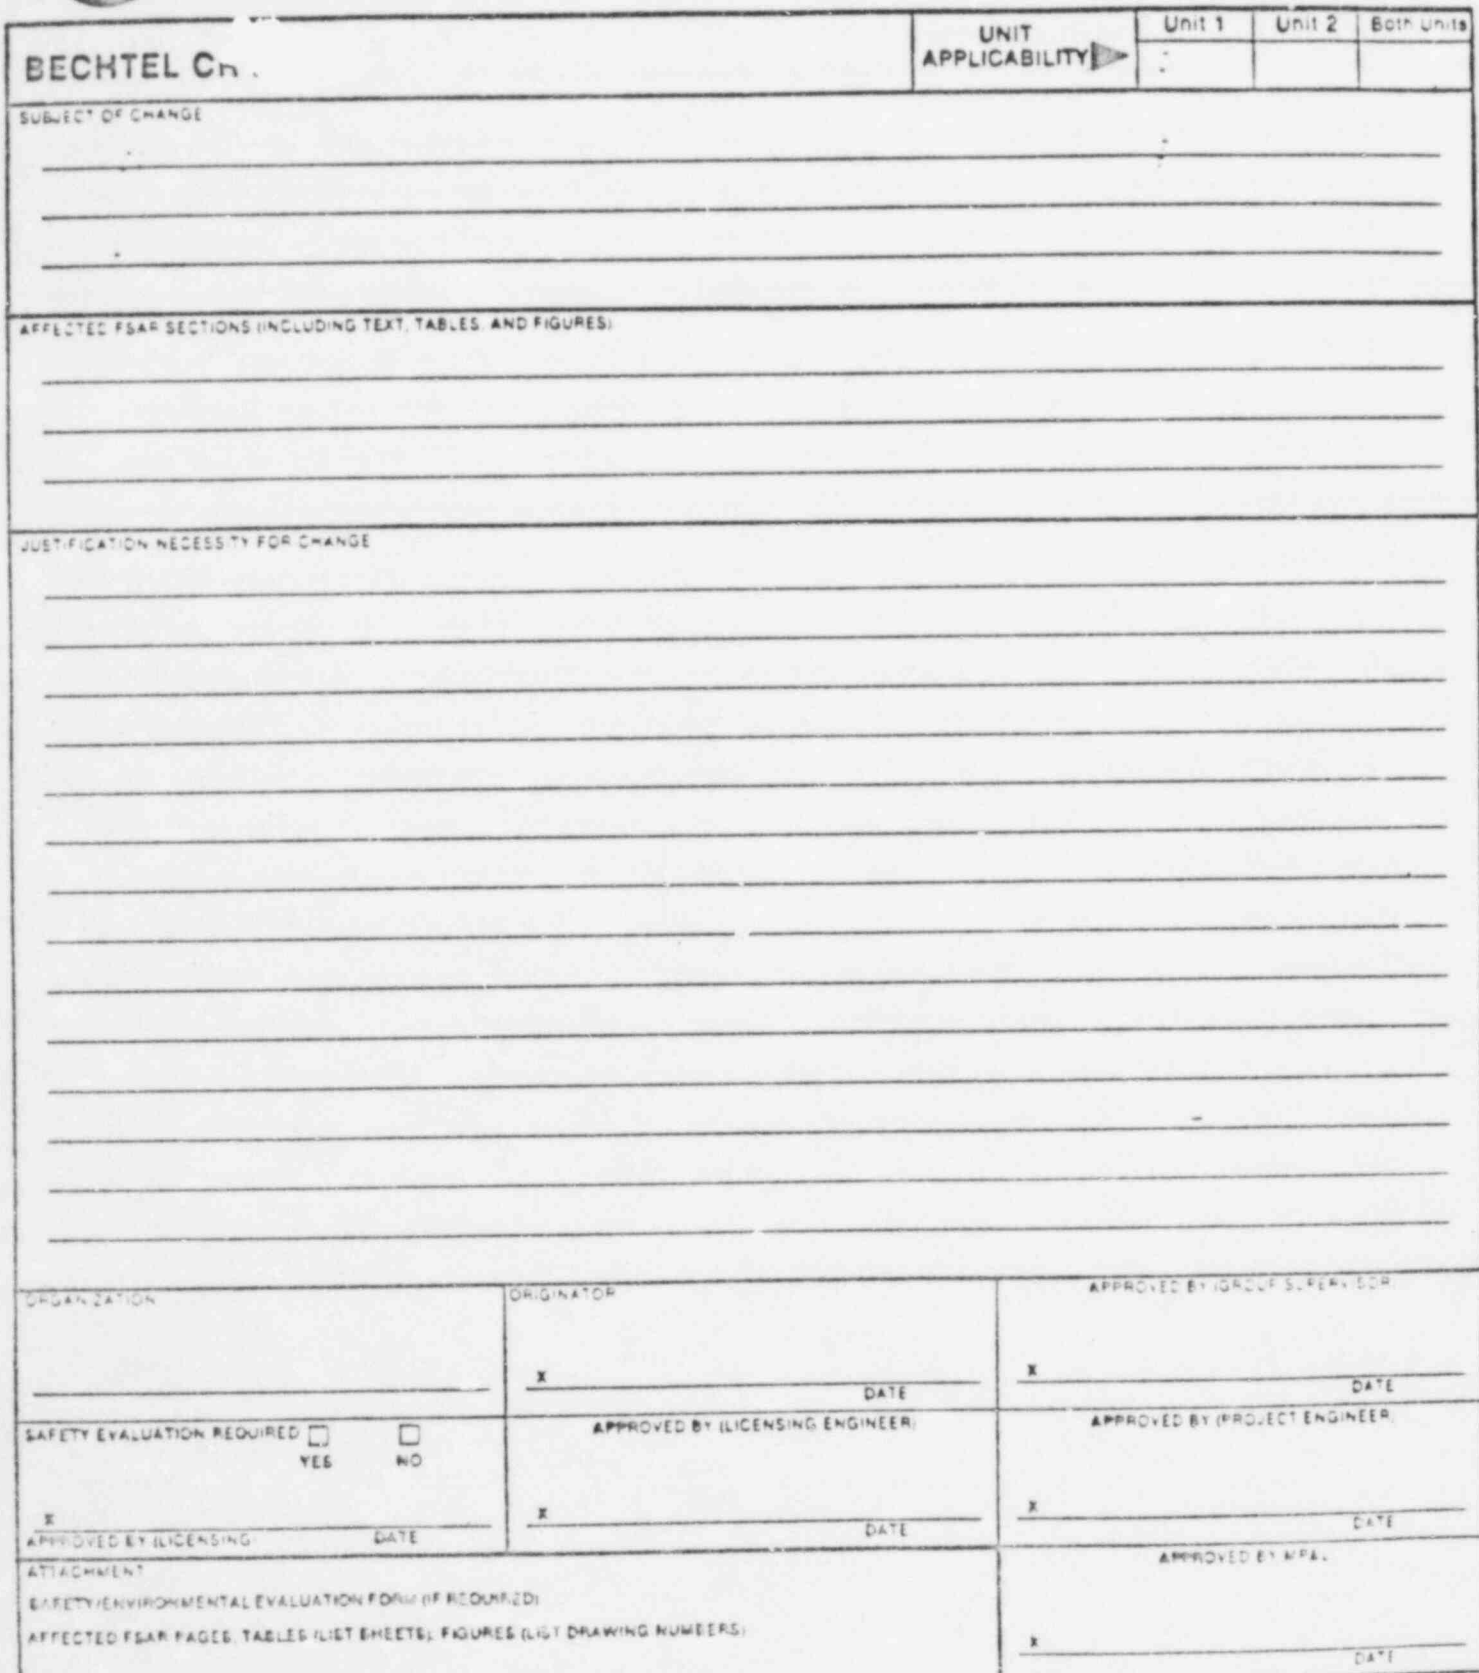 BECHTEL Cn.
UNIT APPLICABILITY
Unit 1 Unit 2 Both Units
SUBJECT OF CHANGE
AFFECTED FSAR SECTIONS (INCLUDING TEXT, TABLES, AND FIGURES)
JUSTIFICATION NECESSITY FOR CHANGE
ORGANIZATION
ORIGINATOR
APPROVED BY (GROUP SUPERVISOR)
X DATE
X DATE
SAFETY EVALUATION REQUIRED
YES NO
APPROVED BY (LICENSING ENGINEER)
APPROVED BY (PROJECT ENGINEER)
X
APPROVED BY (LICENSING) DATE
X DATE
X DATE
ATTACHMENT
SAFETY/ENVIRONMENTAL EVALUATION FORM (IF REQUIRED)
AFFECTED FSAR PAGES, TABLES (LIST SHEETS), FIGURES (LIST DRAWING NUMBERS)
APPROVED BY
X DATE